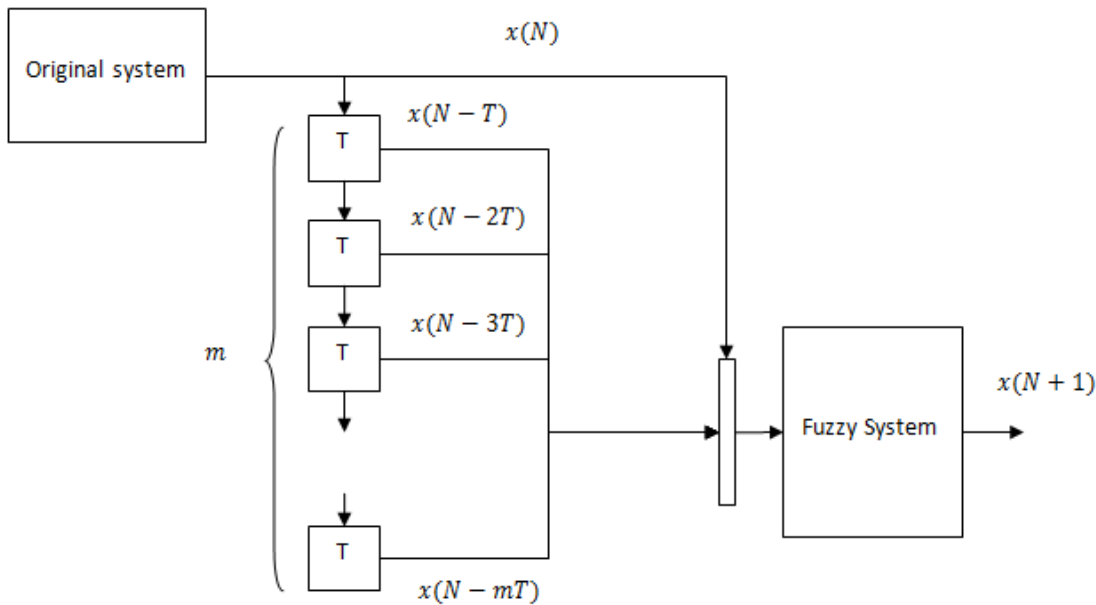 x(N)
Original system
x(N − T)
T
x(N − 2T)
T
x(N − 3T)
T
m
x(N + 1)
Fuzzy System
T
x(N − mT)